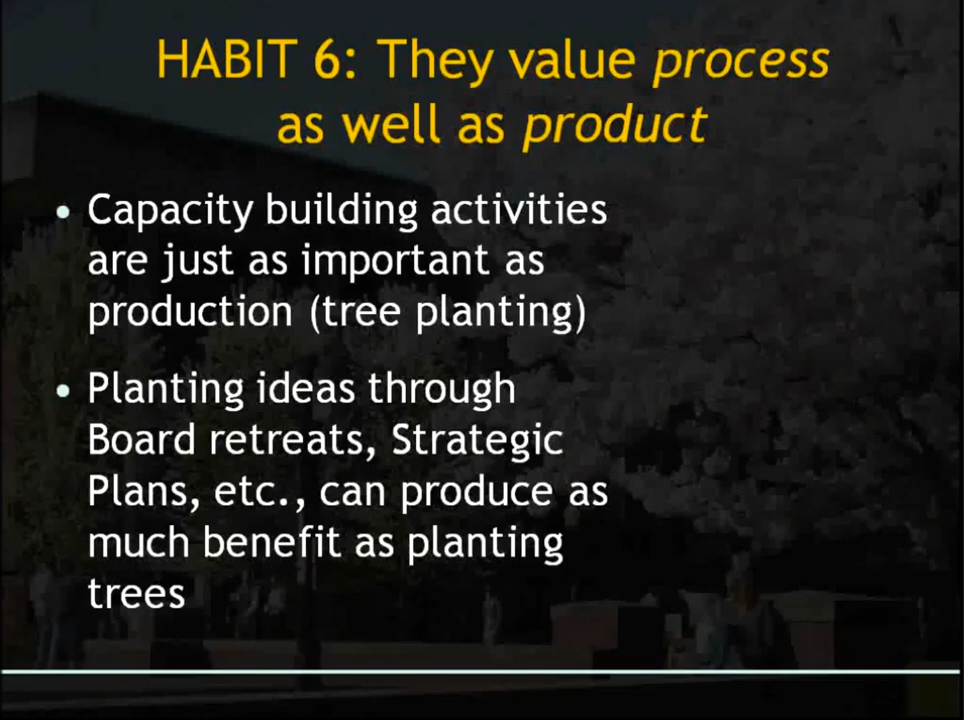 HABIT 6: They value process
as well as product
• Capacity building activities
are just as important as
production (tree planting)
• Planting ideas through
Board retreats, Strategic
Plans, etc., can produce as
much benefit as planting
trees